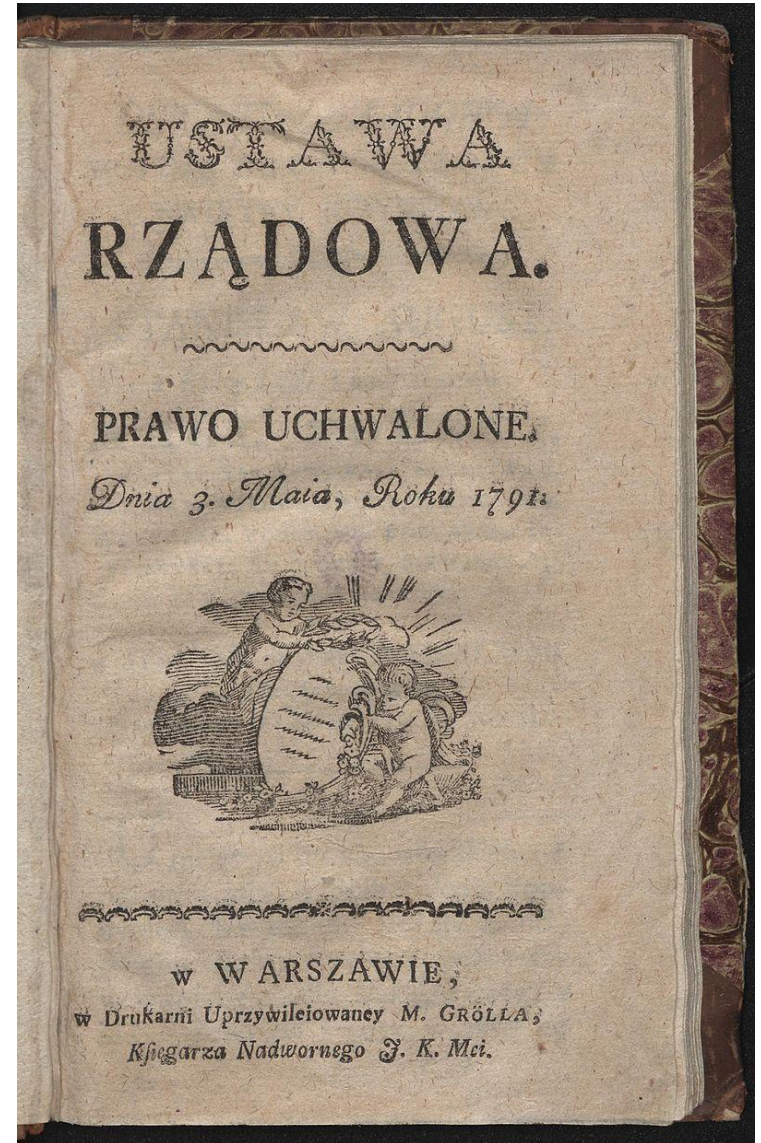 USTAWA
RZĄDOWA.
PRAWO UCHWALONE.
Dnia 3. Maia, Roku 1791.
w WARSZAWIE,
w Drukarni Uprzywileiowaney M. GRÖLLA,
Kſięgarza Nadwornego J. K. Mci.